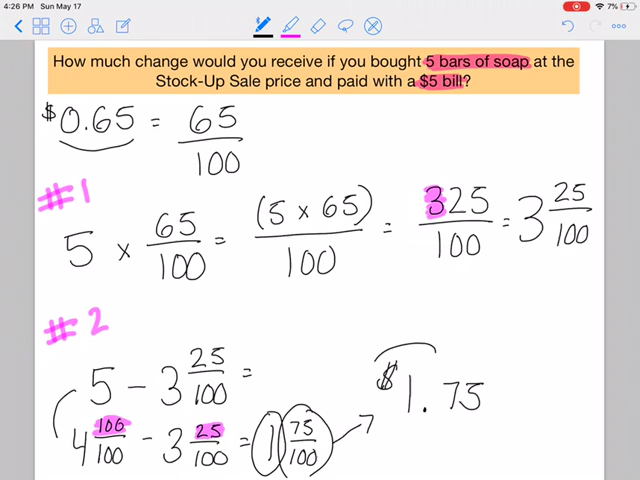 4:26 PM Sun May 17
7%
How much change would you receive if you bought 5 bars of soap at the
Stock-Up Sale price and paid with a $5 bill?
$0.65 = 65/100
#1
5 × 65/100 = (5 × 65)/100 = 325/100 = 3 25/100
#2
5 − 3 25/100 =
4 100/100 − 3 25/100 = 1 75/100
$1.75